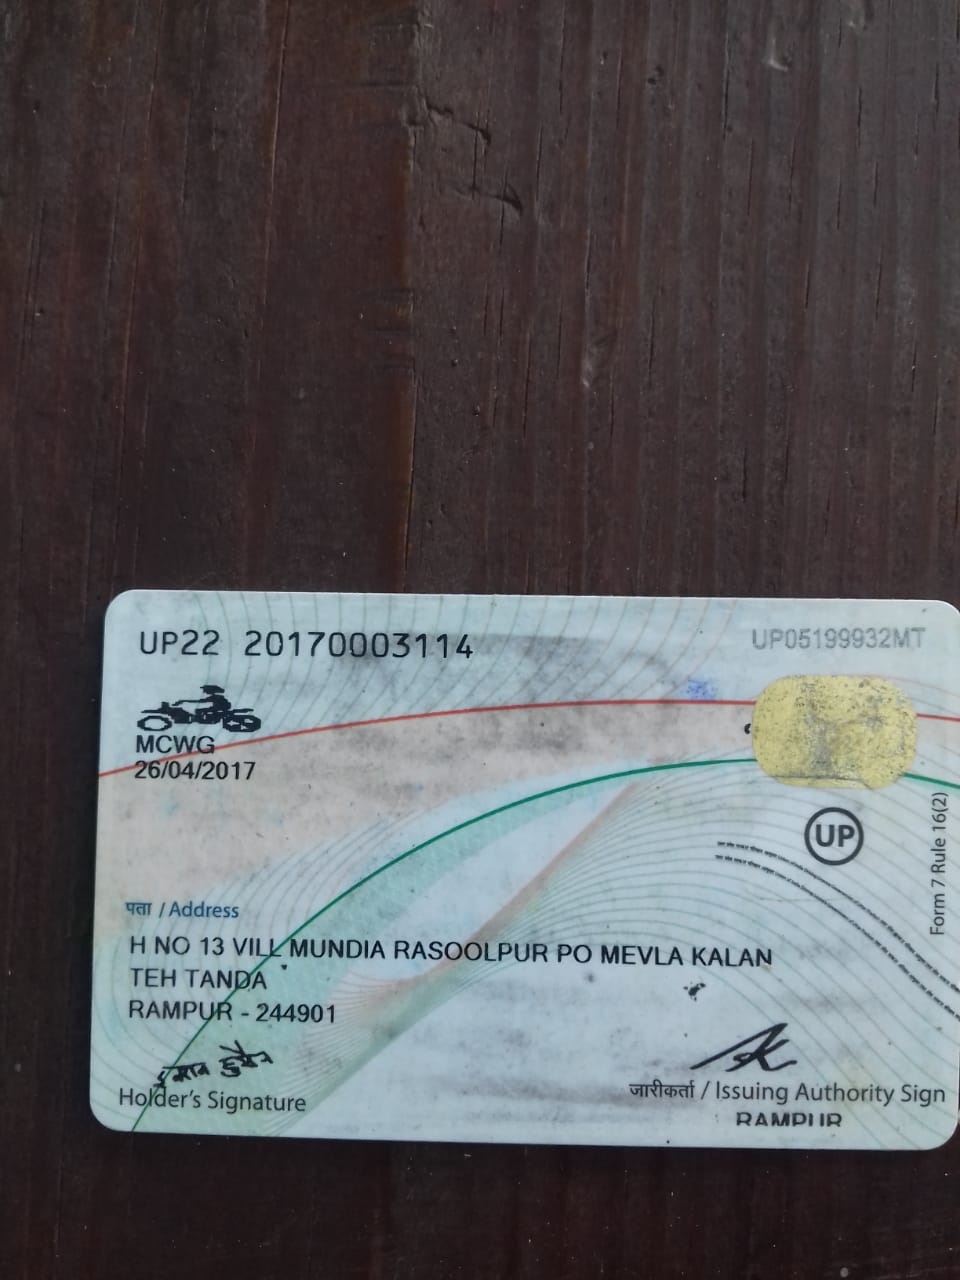 UP22 20170003114
UP05199932MT
MCWG
26/04/2017
UP
Form 7 Rule 16(2)
पता / Address
H NO 13 VILL MUNDIA RASOOLPUR PO MEVLA KALAN
TEH TANDA
RAMPUR - 244901
Holder's Signature
जारीकर्ता / Issuing Authority Sign
RAMPUR